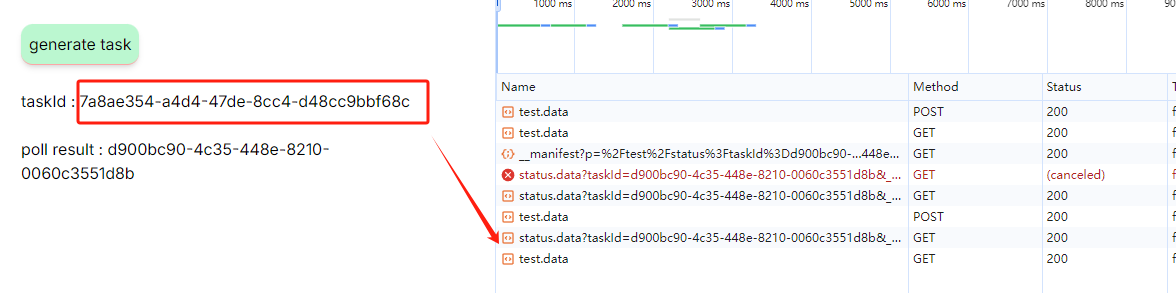 generate task
taskId : 7a8ae354-a4d4-47de-8cc4-d48cc9bbf68c
poll result : d900bc90-4c35-448e-8210-
0060c3551d8b
1000 ms 2000 ms 3000 ms 4000 ms 5000 ms 6000 ms 7000 ms 8000 ms
Name Method Status
test.data POST 200
test.data GET 200
__manifest?p=%2Ftest%2Fstatus%3FtaskId%3Dd900bc90-...448e... GET 200
status.data?taskId=d900bc90-4c35-448e-8210-0060c3551d8b&_... GET (canceled)
status.data?taskId=d900bc90-4c35-448e-8210-0060c3551d8b&_... GET 200
test.data POST 200
status.data?taskId=d900bc90-4c35-448e-8210-0060c3551d8b&_... GET 200
test.data GET 200